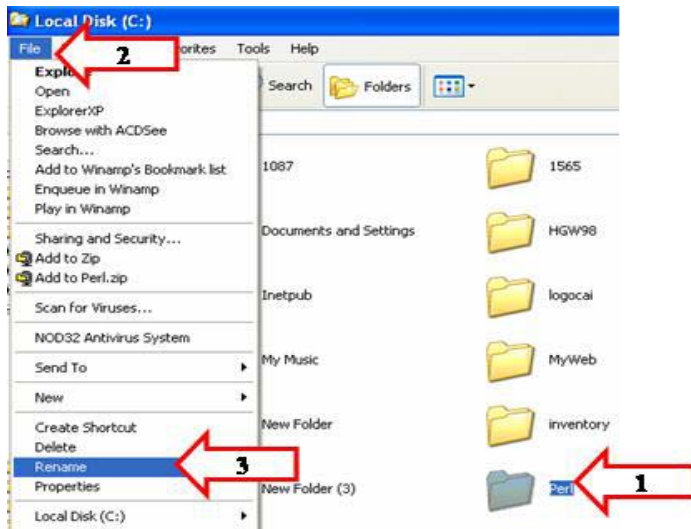 Local Disk (C:)
File Tools Help
2
Explore
Open
ExplorerXP
Browse with ACDSee
Search...
Add to Winamp's Bookmark list
Enqueue in Winamp
Play in Winamp
Sharing and Security...
Add to Zip
Add to Perl.zip
Scan for Viruses...
NOD32 Antivirus System
Send To
New
Create Shortcut
Delete
Rename
Properties
Local Disk (C:)
3
Search Folders
1087 1565
Documents and Settings HGW98
Inetpub logocai
My Music MyWeb
New Folder inventory
New Folder (3) Perl
1